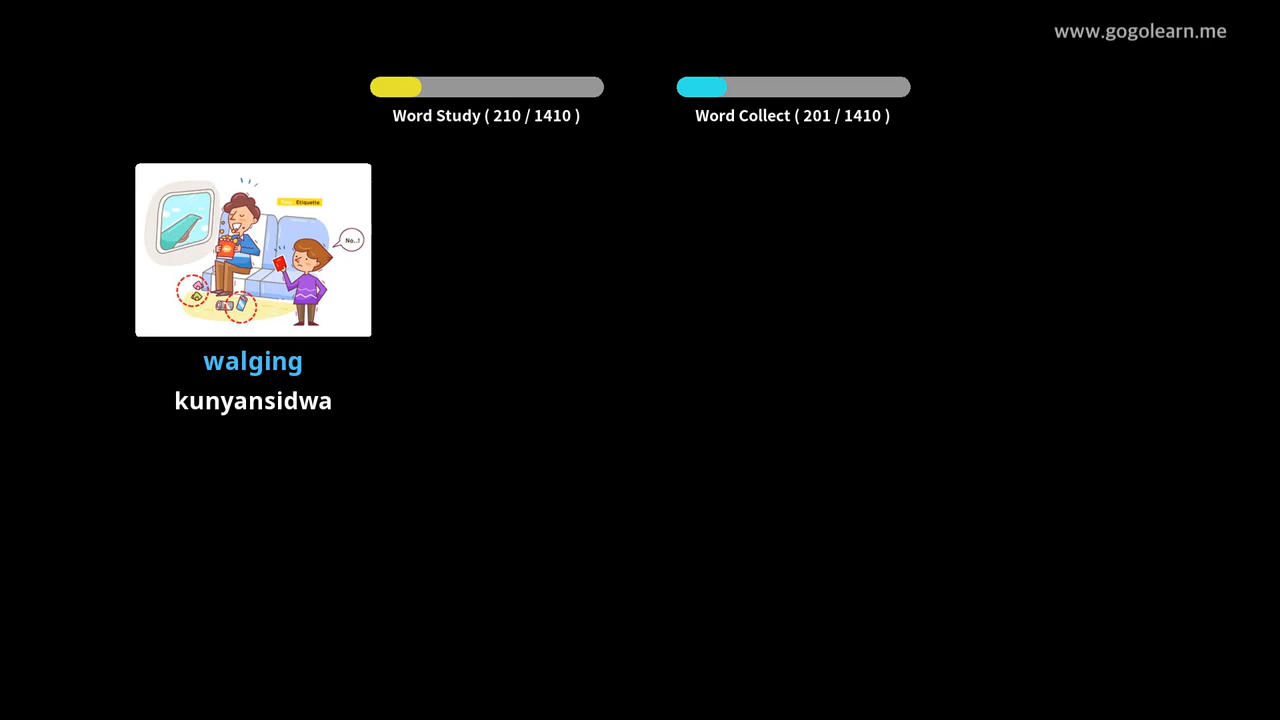 www.gogolearn.me
Word Study ( 210 / 1410 )
Word Collect ( 201 / 1410 )
Etiquette
No..!
walging
kunyansidwa